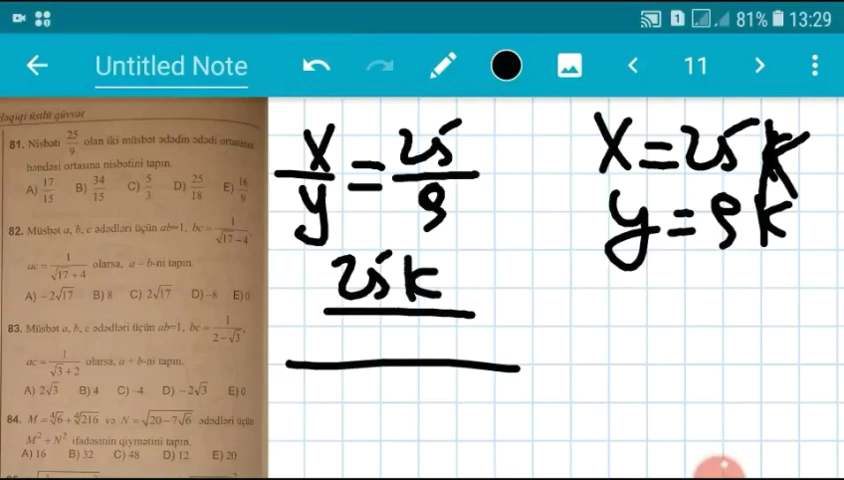 81% 13:29
Untitled Note
11
dəqiqi üstlü qüvvət
81. Nisbəti 25/9 olan iki müsbət ədədin ədədi ortasının
həndəsi ortasına nisbətini tapın.
A) 17/15 B) 34/15 C) 5/3 D) 25/18 E) 16/9
82. Müsbət a, b, c ədədləri üçün ab=1, bc = 1/(√17−4),
ac = 1/(√17+4) olarsa, a − b-ni tapın.
A) −2√17 B) 8 C) 2√17 D) −8 E) 0
83. Müsbət a, b, c ədədləri üçün ab=1, bc = 1/(2−√3),
ac = 1/(√3+2) olarsa, a + b-ni tapın.
A) 2√3 B) 4 C) −4 D) −2√3 E) 0
84. M = ∜6 + ∜216 və N = √(20−7√6) ədədləri üçün
M² + N² ifadəsinin qiymətini tapın.
A) 16 B) 32 C) 48 D) 12 E) 20
x/y = 25/9
25k
x = 25k
y = 9k